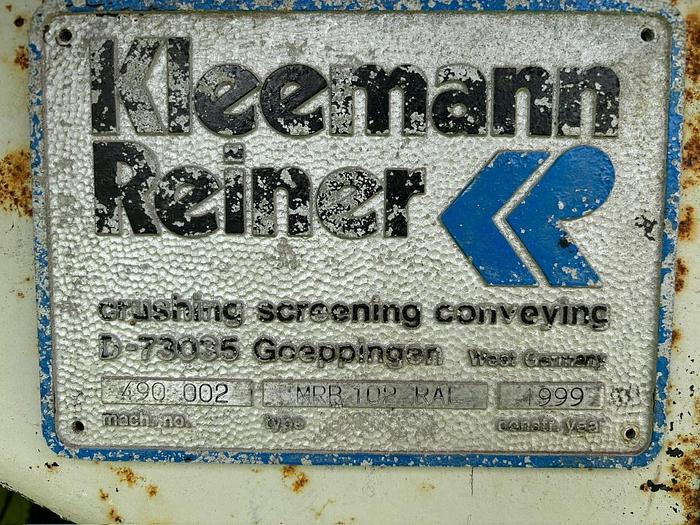 Kleemann
Reiner
crushing screening conveying
D-73035 Goeppingen West Germany
490 002 MRB 102 RAL 1999
mach. no. type constr. year